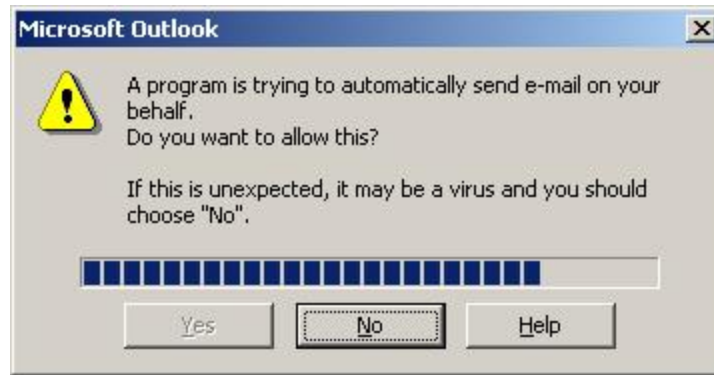 Microsoft Outlook
A program is trying to automatically send e-mail on your
behalf.
Do you want to allow this?
If this is unexpected, it may be a virus and you should
choose "No".
Yes
No
Help